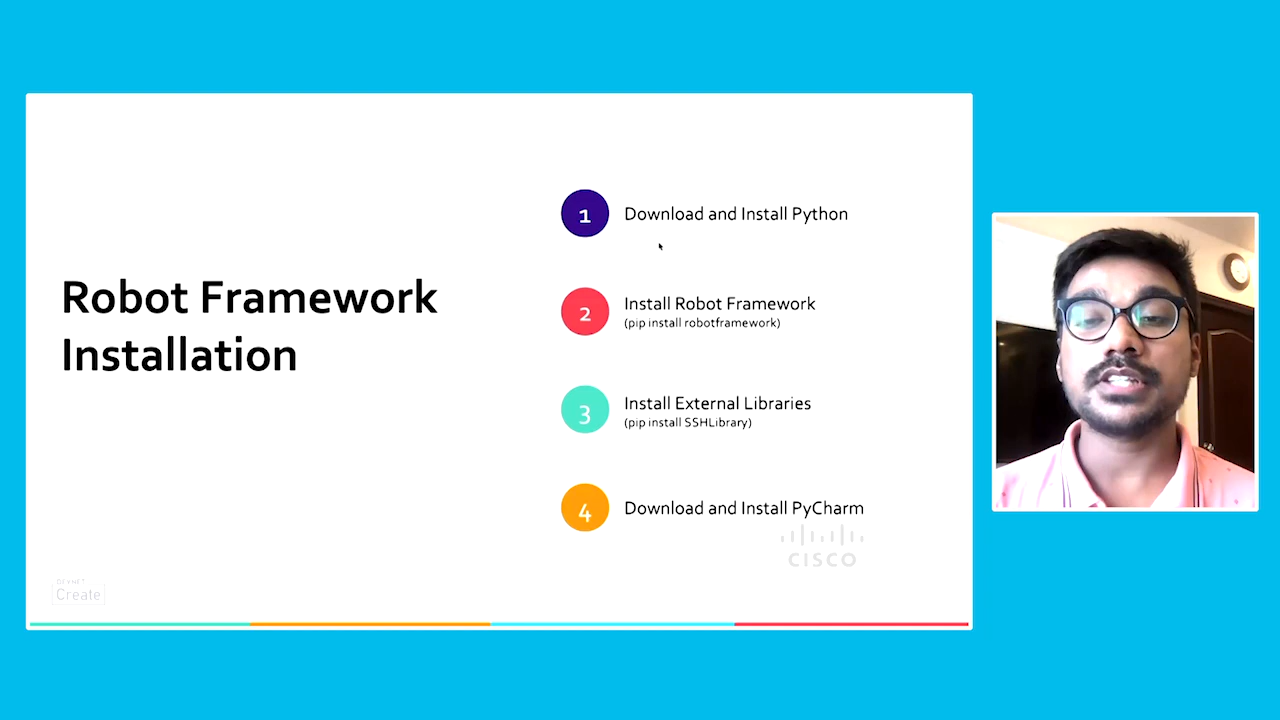 Robot Framework
Installation
1
Download and Install Python
2
Install Robot Framework
(pip install robotframework)
3
Install External Libraries
(pip install SSHLibrary)
4
Download and Install PyCharm
CISCO
DEVNET
Create